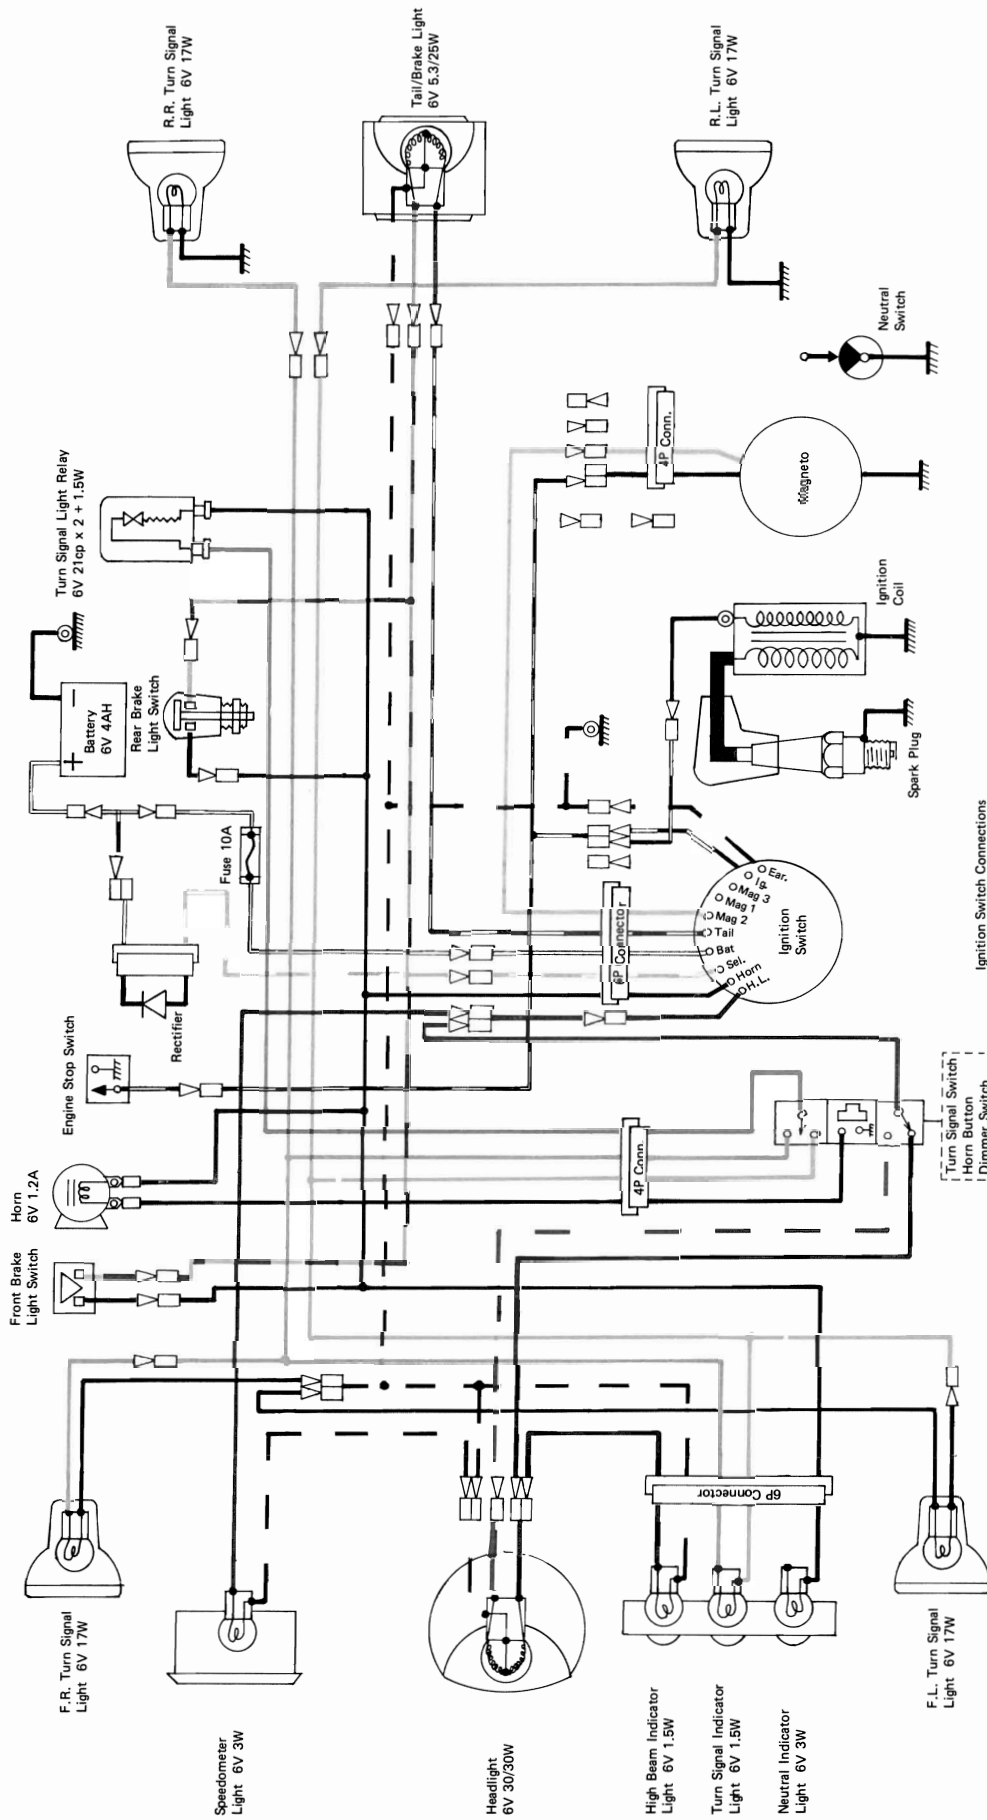 R.R. Turn Signal
Light 6V 17W
Tail/Brake Light
6V 5.3/25W
R.L. Turn Signal
Light 6V 17W
Turn Signal Light Relay
6V 21cp x 2 + 1.5W
Neutral
Switch
4P Conn.
Magneto
+
−
Battery
6V 4AH
Rear Brake
Light Switch
Ignition
Coil
Spark Plug
Fuse 10A
Rectifier
6P Connector
Ear.
Ig.
Mag 3
Mag 1
Mag 2
Tail
Bat
Sel.
Horn
H.L.
Ignition
Switch
Ignition Switch Connections
Engine Stop Switch
Horn
6V 1.2A
4P Conn.
Turn Signal Switch
Horn Button
Dimmer Switch
Front Brake
Light Switch
6P Connector
F.R. Turn Signal
Light 6V 17W
Speedometer
Light 6V 3W
Headlight
6V 30/30W
High Beam Indicator
Light 6V 1.5W
Turn Signal Indicator
Light 6V 1.5W
Neutral Indicator
Light 6V 3W
F.L. Turn Signal
Light 6V 17W